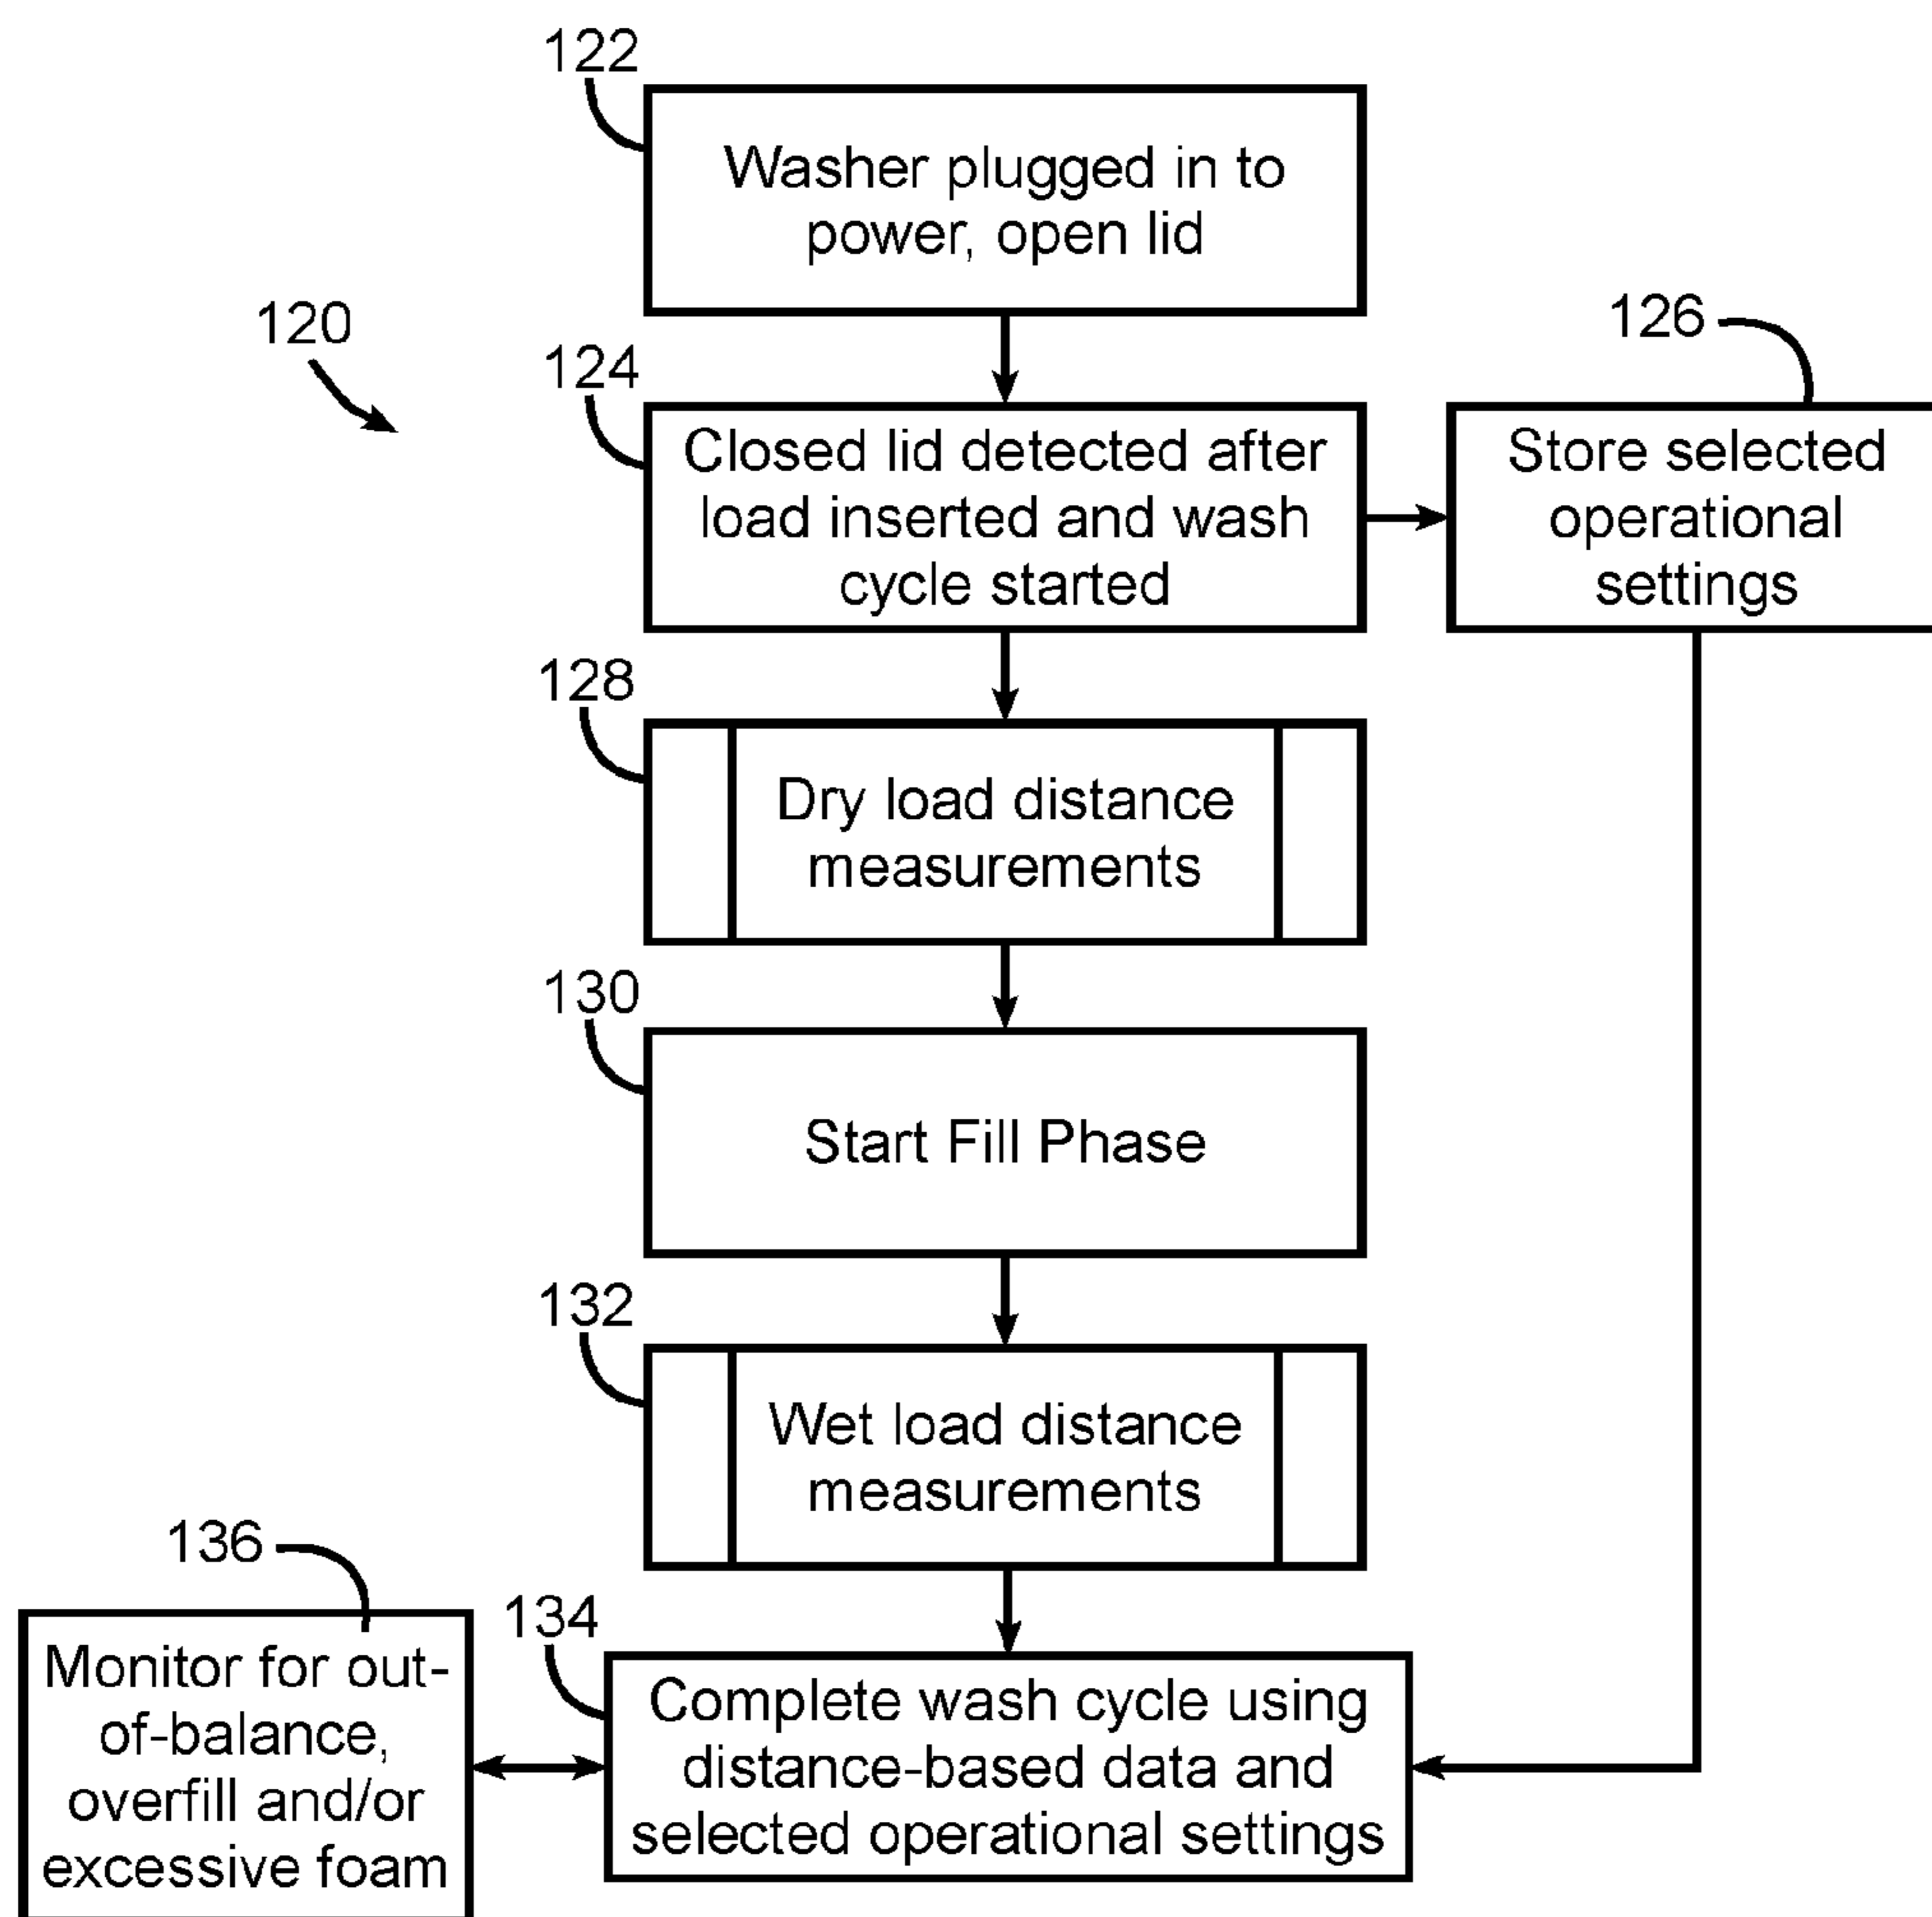 122
Washer plugged in to
power, open lid
120
124
Closed lid detected after
load inserted and wash
cycle started
126
Store selected
operational
settings
128
Dry load distance
measurements
130
Start Fill Phase
132
Wet load distance
measurements
136
Monitor for out-
of-balance,
overfill and/or
excessive foam
134
Complete wash cycle using
distance-based data and
selected operational settings